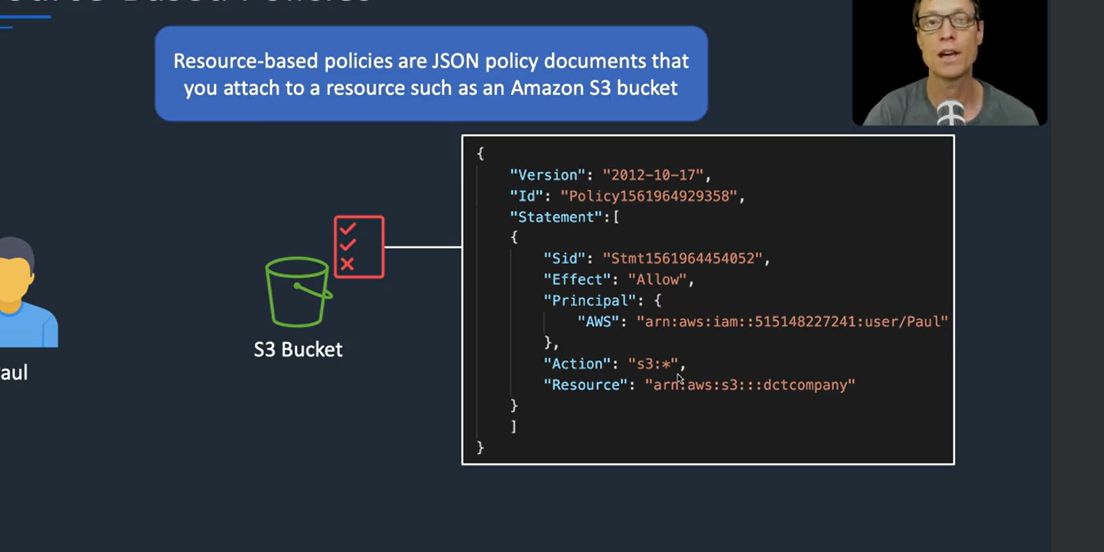 Resource-based policies are JSON policy documents that
you attach to a resource such as an Amazon S3 bucket
{
"Version": "2012-10-17",
"Id": "Policy1561964929358",
"Statement":[
{
"Sid": "Stmt1561964454052",
"Effect": "Allow",
"Principal": {
"AWS": "arn:aws:iam::515148227241:user/Paul"
},
"Action": "s3:*",
"Resource": "arn:aws:s3:::dctcompany"
}
]
}
S3 Bucket
aul